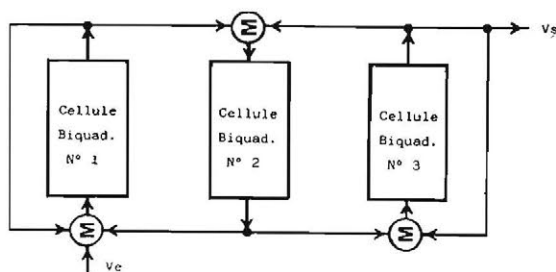 M
Vs
Cellule
Biquad.
N° 1
Cellule
Biquad.
N° 2
Cellule
Biquad.
N° 3
M
M
Ve